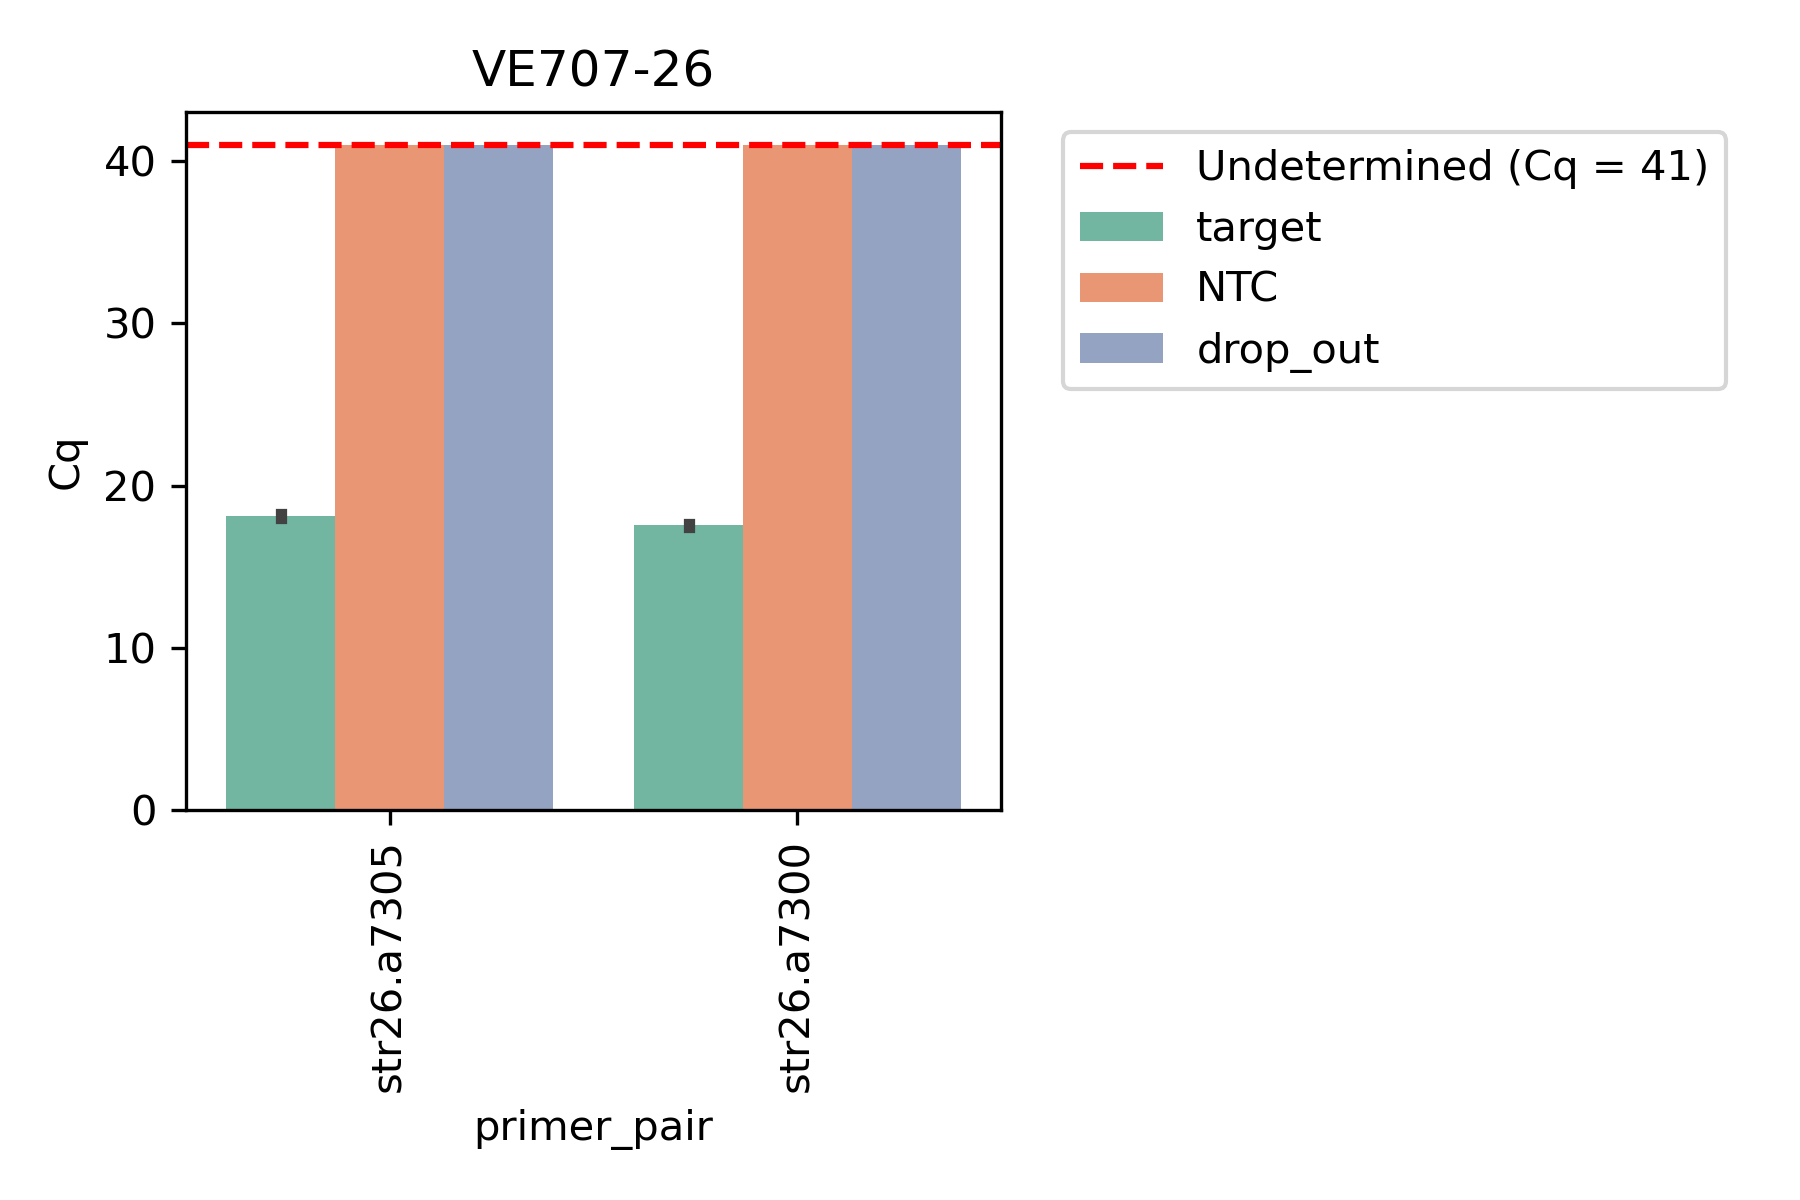 VE707-26
Cq
40
30
20
10
0
str26.a7305
str26.a7300
primer_pair
Undetermined (Cq = 41)
target
NTC
drop_out